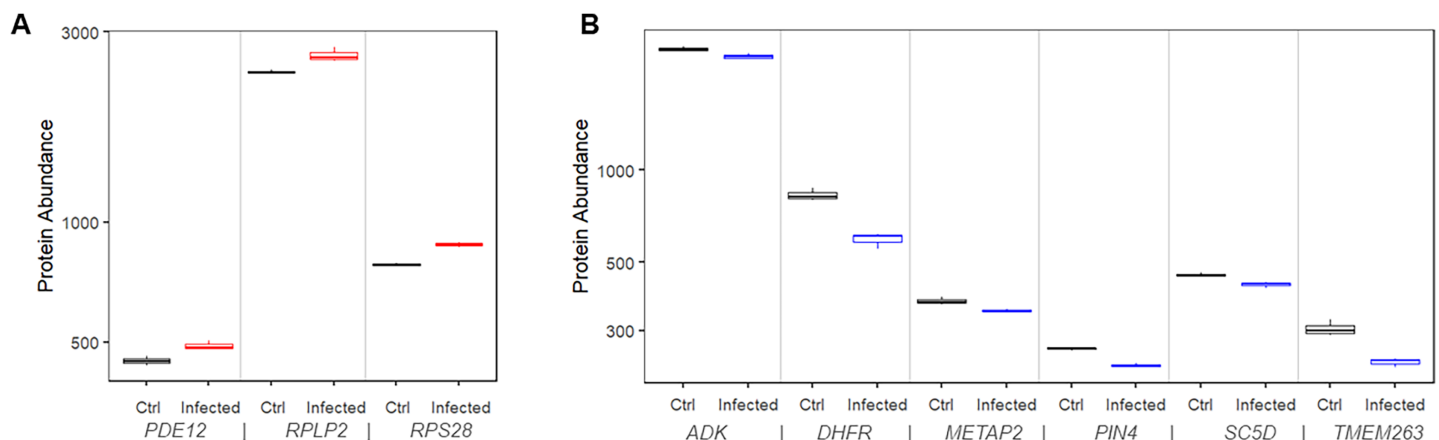 A
B
Protein Abundance
3000
1000
500
Ctrl Infected Ctrl Infected Ctrl Infected
PDE12 | RPLP2 | RPS28
Protein Abundance
1000
500
300
Ctrl Infected Ctrl Infected Ctrl Infected Ctrl Infected Ctrl Infected Ctrl Infected
ADK | DHFR | METAP2 | PIN4 | SC5D | TMEM263